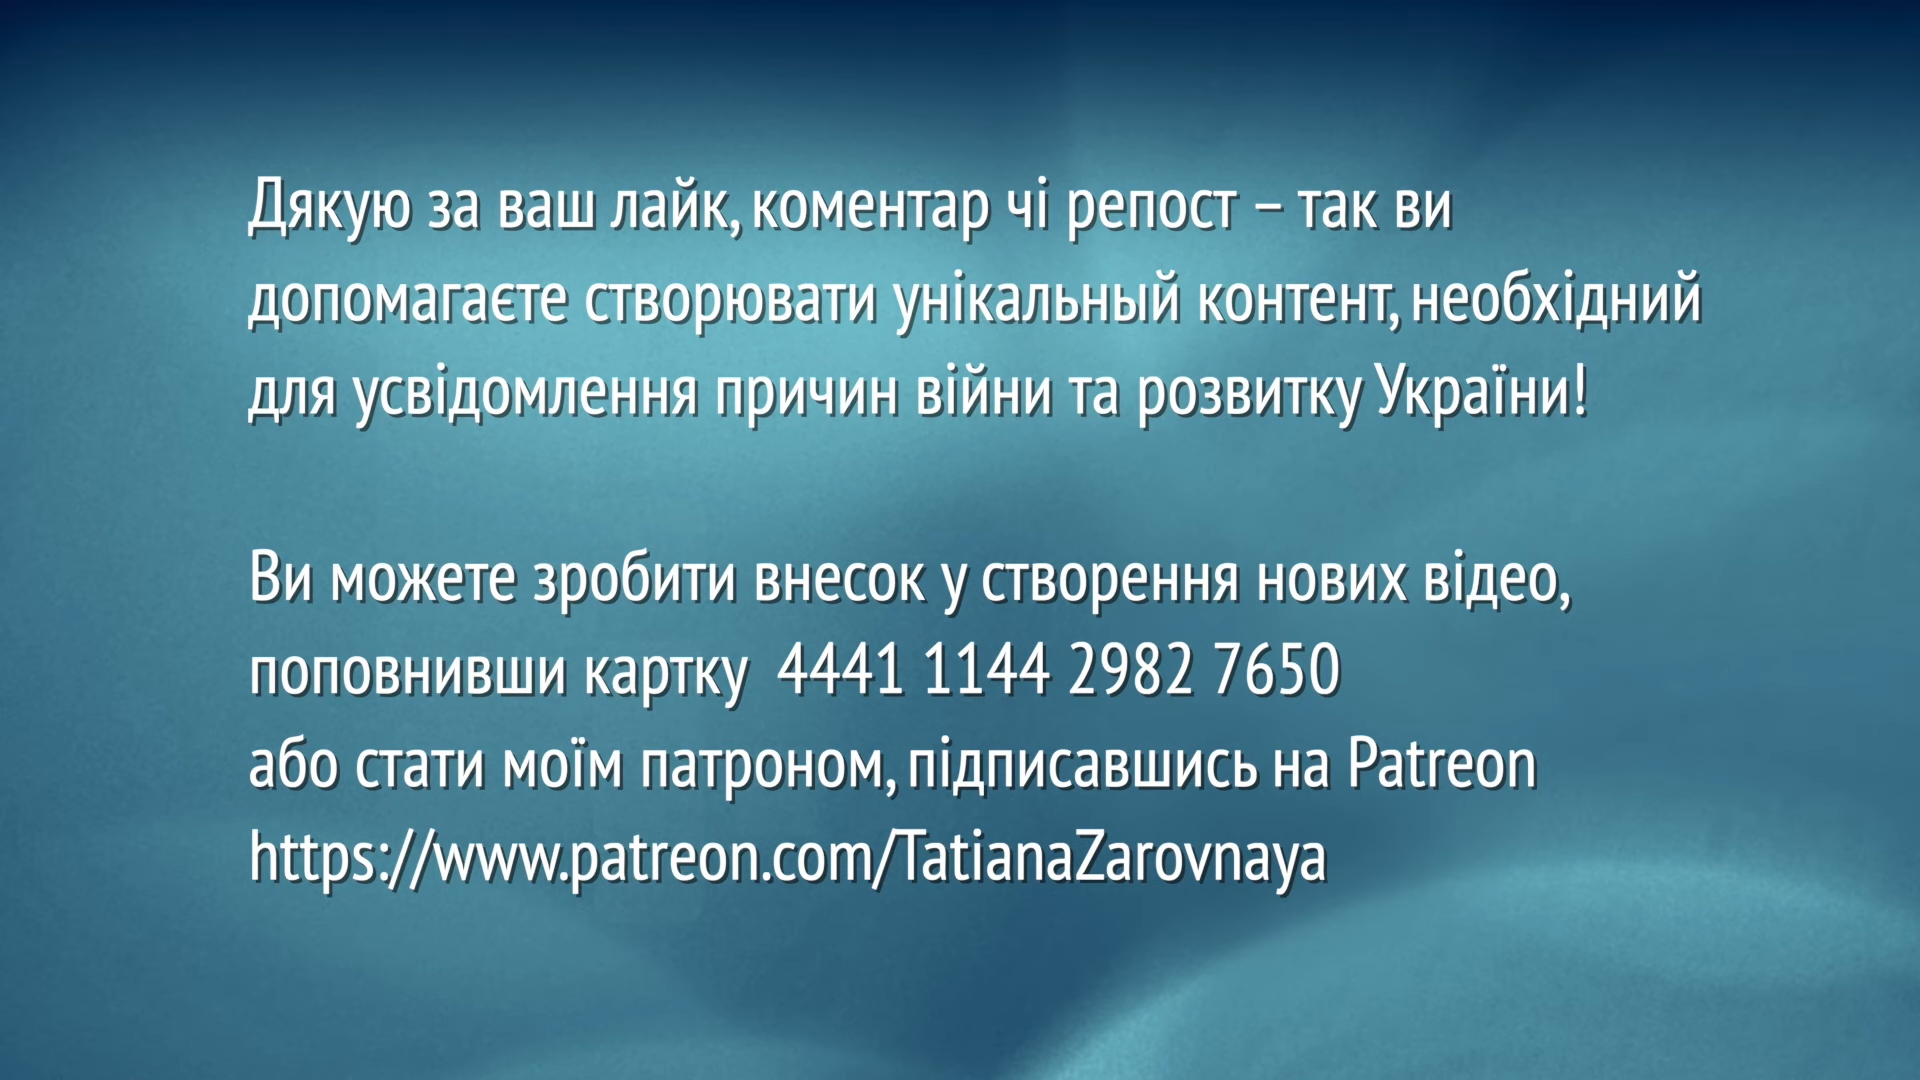 Дякую за ваш лайк, коментар чі репост – так ви
допомагаєте створювати унікальный контент, необхідний
для усвідомлення причин війни та розвитку України!
Ви можете зробити внесок у створення нових відео,
поповнивши картку 4441 1144 2982 7650
або стати моїм патроном, підписавшись на Patreon
https://www.patreon.com/TatianaZarovnaya